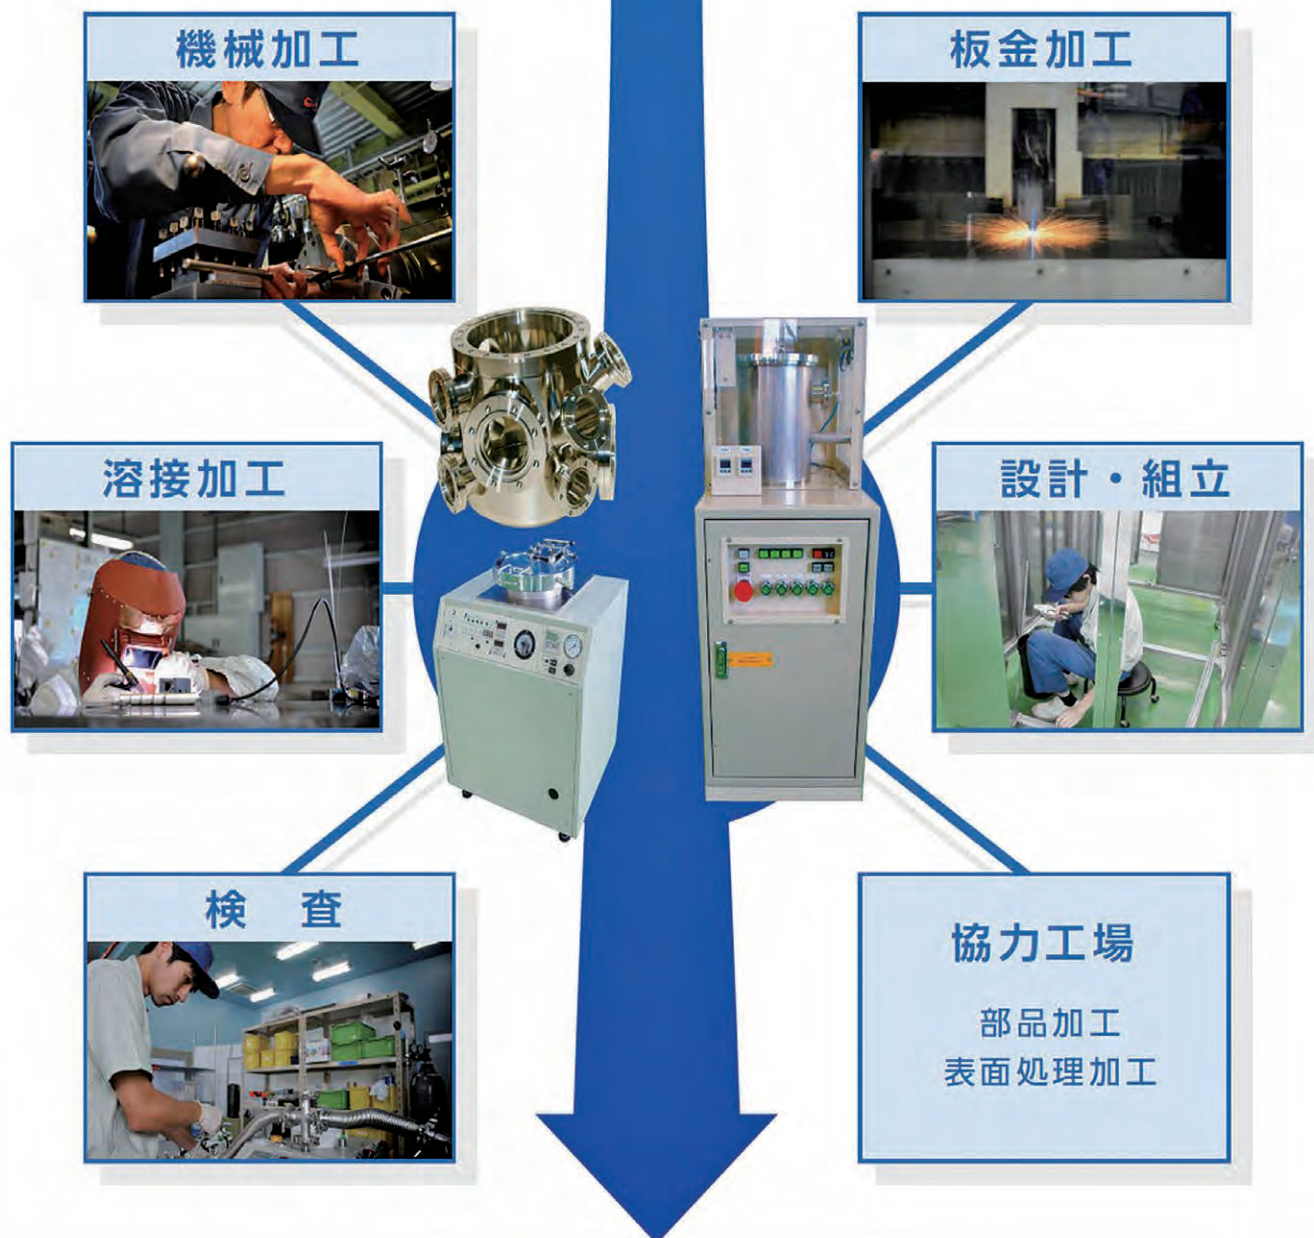 機械加工
板金加工
溶接加工
設計・組立
検　査
協力工場
部品加工
表面処理加工